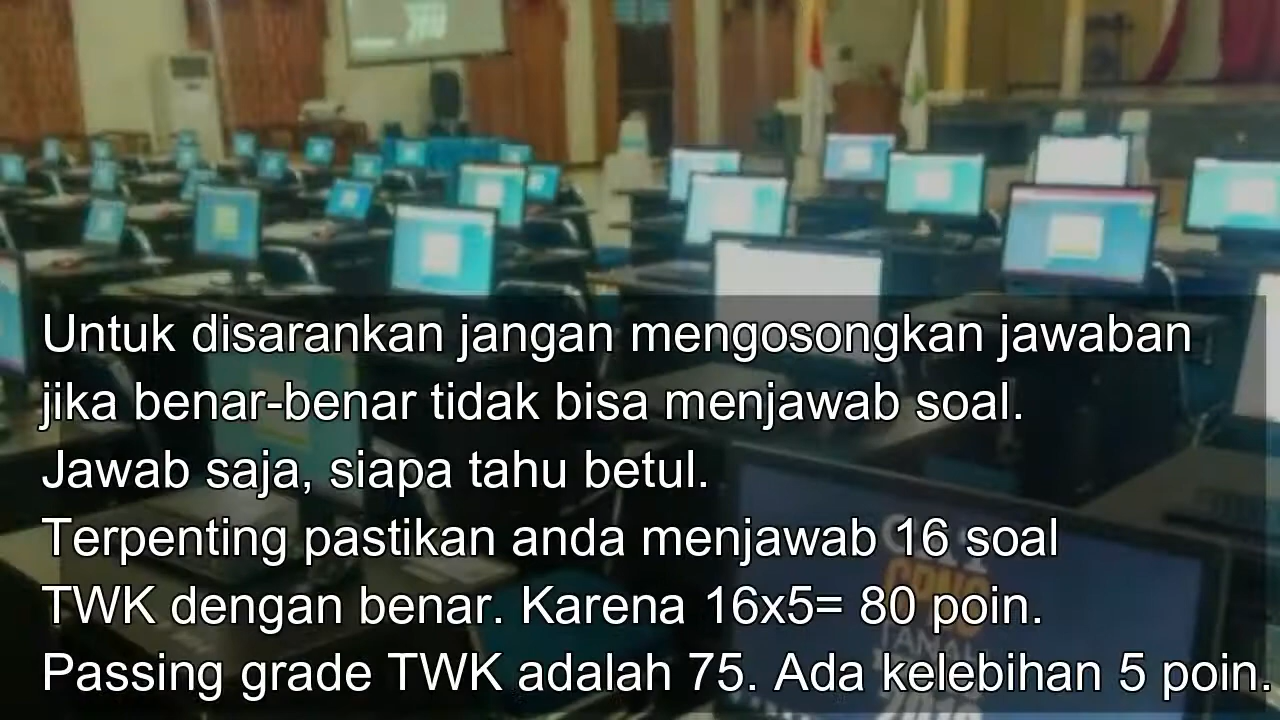 Untuk disarankan jangan mengosongkan jawaban
jika benar-benar tidak bisa menjawab soal.
Jawab saja, siapa tahu betul.
Terpenting pastikan anda menjawab 16 soal
TWK dengan benar. Karena 16x5= 80 poin.
Passing grade TWK adalah 75. Ada kelebihan 5 poin.
CPNS